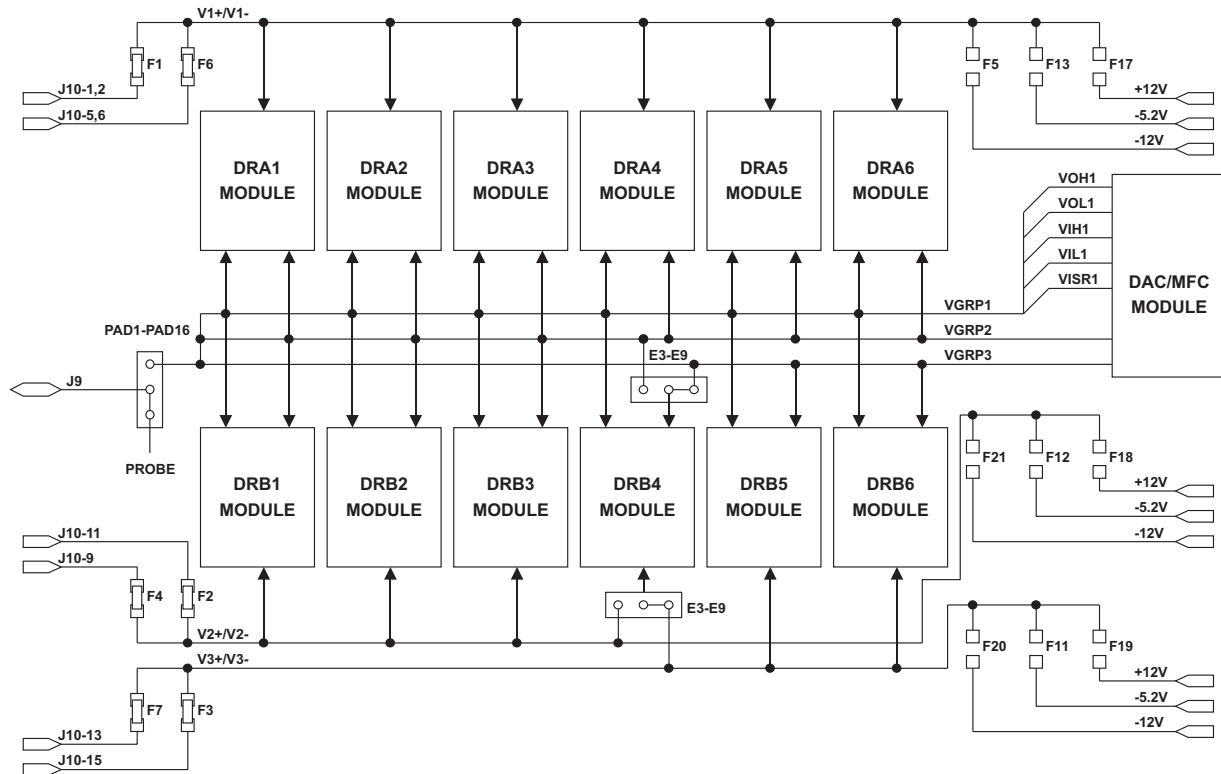 V1+/V1-
F1
F6
F5
F13
F17
J10-1,2
J10-5,6
+12V
-5.2V
-12V
DRA1
MODULE
DRA2
MODULE
DRA3
MODULE
DRA4
MODULE
DRA5
MODULE
DRA6
MODULE
VOH1
VOL1
VIH1
VIL1
VISR1
DAC/MFC
MODULE
VGRP1
VGRP2
VGRP3
PAD1-PAD16
E3-E9
J9
PROBE
DRB1
MODULE
DRB2
MODULE
DRB3
MODULE
DRB4
MODULE
DRB5
MODULE
DRB6
MODULE
F21
F12
F18
+12V
-5.2V
-12V
J10-11
J10-9
F4
F2
E3-E9
V2+/V2-
V3+/V3-
F20
F11
F19
+12V
-5.2V
-12V
F7
F3
J10-13
J10-15